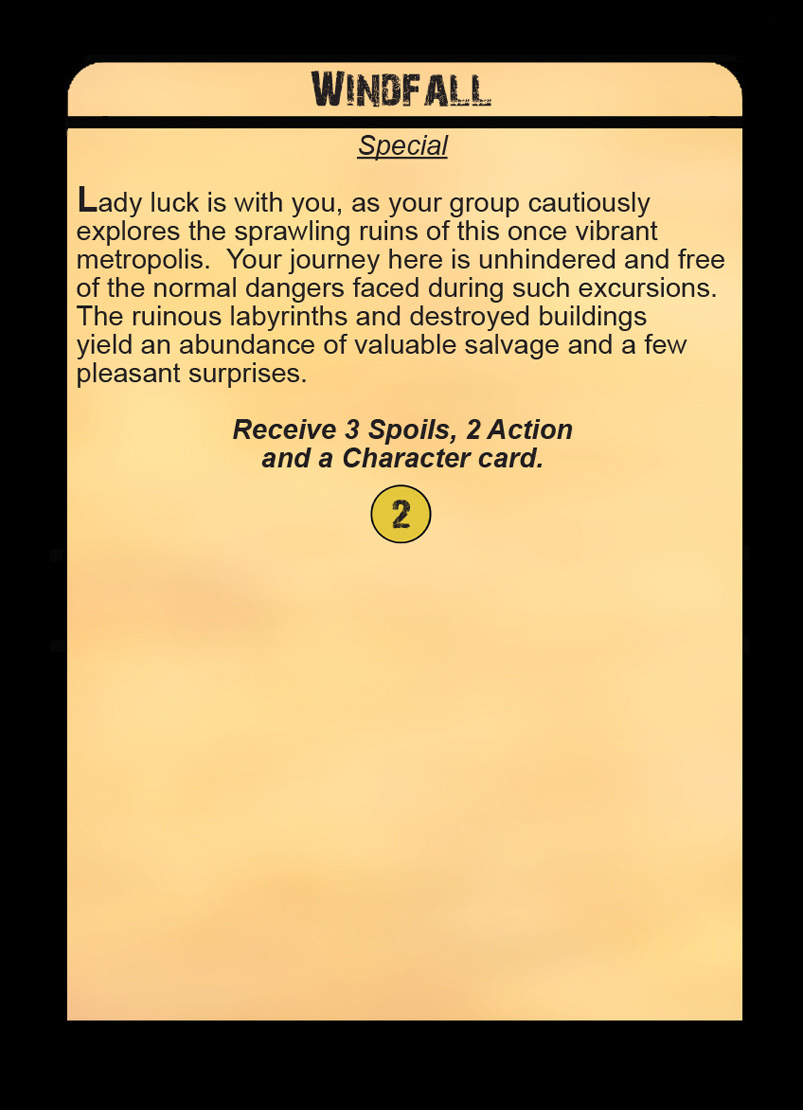 Windfall
Special
Lady luck is with you, as your group cautiously
explores the sprawling ruins of this once vibrant
metropolis.  Your journey here is unhindered and free
of the normal dangers faced during such excursions.
The ruinous labyrinths and destroyed buildings
yield an abundance of valuable salvage and a few
pleasant surprises.
Receive 3 Spoils, 2 Action
and a Character card.
2